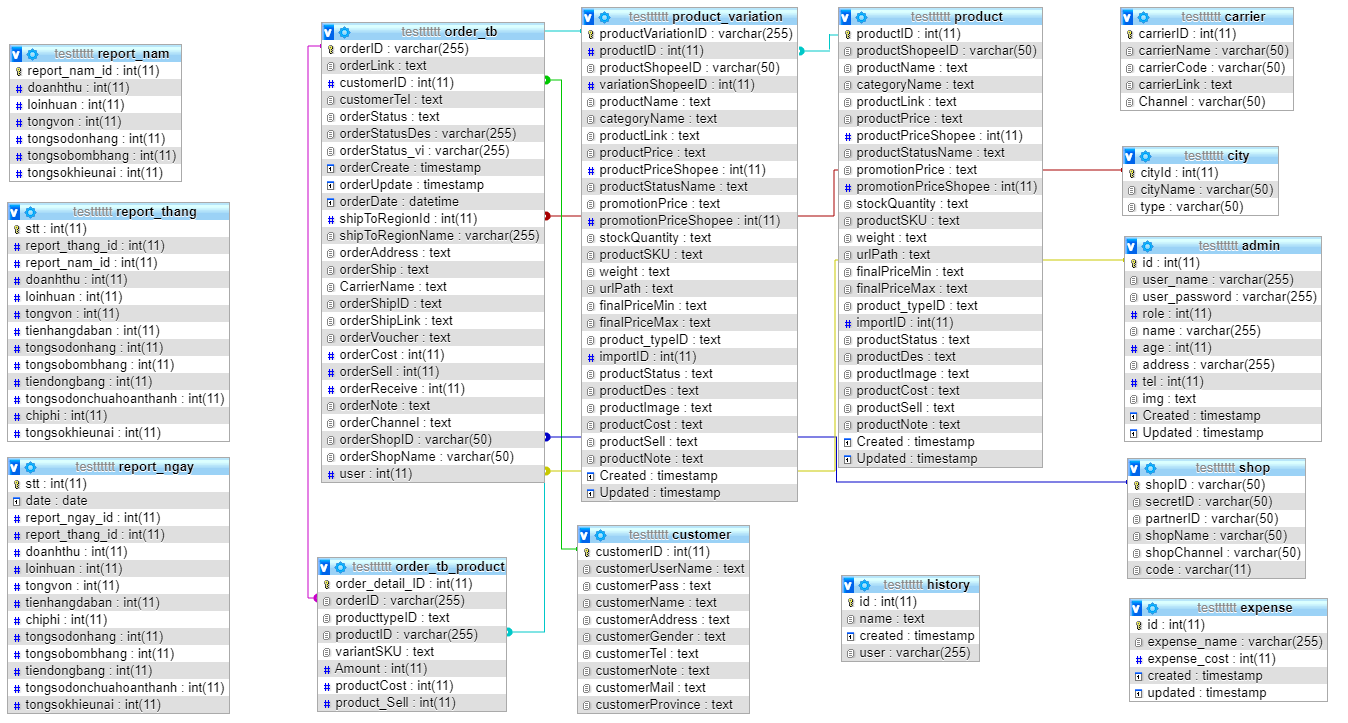 testttttt report_nam
report_nam_id : int(11)
doanhthu : int(11)
loinhuan : int(11)
tongvon : int(11)
tongsodonhang : int(11)
tongsobombhang : int(11)
tongsokhieunai : int(11)
testttttt report_thang
stt : int(11)
report_thang_id : int(11)
report_nam_id : int(11)
doanhthu : int(11)
loinhuan : int(11)
tongvon : int(11)
tienhangdaban : int(11)
tongsodonhang : int(11)
tongsobombhang : int(11)
tiendongbang : int(11)
tongsodonchuahoanthanh : int(11)
chiphi : int(11)
tongsokhieunai : int(11)
testttttt report_ngay
stt : int(11)
date : date
report_ngay_id : int(11)
report_thang_id : int(11)
doanhthu : int(11)
loinhuan : int(11)
tongvon : int(11)
tienhangdaban : int(11)
chiphi : int(11)
tongsodonhang : int(11)
tongsobombhang : int(11)
tiendongbang : int(11)
tongsodonchuahoanthanh : int(11)
tongsokhieunai : int(11)
testttttt order_tb
orderID : varchar(255)
orderLink : text
customerID : int(11)
customerTel : text
orderStatus : text
orderStatusDes : varchar(255)
orderStatus_vi : varchar(255)
orderCreate : timestamp
orderUpdate : timestamp
orderDate : datetime
shipToRegionId : int(11)
shipToRegionName : varchar(255)
orderAddress : text
orderShip : text
CarrierName : text
orderShipID : text
orderShipLink : text
orderVoucher : text
orderCost : int(11)
orderSell : int(11)
orderReceive : int(11)
orderNote : text
orderChannel : text
orderShopID : varchar(50)
orderShopName : varchar(50)
user : int(11)
testttttt order_tb_product
order_detail_ID : int(11)
orderID : varchar(255)
producttypeID : text
productID : varchar(255)
variantSKU : text
Amount : int(11)
productCost : int(11)
product_Sell : int(11)
testttttt product_variation
productVariationID : varchar(255)
productID : int(11)
productShopeeID : varchar(50)
variationShopeeID : int(11)
productName : text
categoryName : text
productLink : text
productPrice : text
productPriceShopee : int(11)
productStatusName : text
promotionPrice : text
promotionPriceShopee : int(11)
stockQuantity : text
productSKU : text
weight : text
urlPath : text
finalPriceMin : text
finalPriceMax : text
product_typeID : text
importID : int(11)
productStatus : text
productDes : text
productImage : text
productCost : text
productSell : text
productNote : text
Created : timestamp
Updated : timestamp
testttttt customer
customerID : int(11)
customerUserName : text
customerPass : text
customerName : text
customerAddress : text
customerGender : text
customerTel : text
customerNote : text
customerMail : text
customerProvince : text
testttttt product
productID : int(11)
productShopeeID : varchar(50)
productName : text
categoryName : text
productLink : text
productPrice : text
productPriceShopee : int(11)
productStatusName : text
promotionPrice : text
promotionPriceShopee : int(11)
stockQuantity : text
productSKU : text
weight : text
urlPath : text
finalPriceMin : text
finalPriceMax : text
product_typeID : text
importID : int(11)
productStatus : text
productDes : text
productImage : text
productCost : text
productSell : text
productNote : text
Created : timestamp
Updated : timestamp
testttttt history
id : int(11)
name : text
created : timestamp
user : varchar(255)
testttttt carrier
carrierID : int(11)
carrierName : varchar(50)
carrierCode : varchar(50)
carrierLink : text
Channel : varchar(50)
testttttt city
cityId : int(11)
cityName : varchar(50)
type : varchar(50)
testttttt admin
id : int(11)
user_name : varchar(255)
user_password : varchar(255)
role : int(11)
name : varchar(255)
age : int(11)
address : varchar(255)
tel : int(11)
img : text
Created : timestamp
Updated : timestamp
testttttt shop
shopID : varchar(50)
secretID : varchar(50)
partnerID : varchar(50)
shopName : varchar(50)
shopChannel : varchar(50)
code : varchar(11)
testttttt expense
id : int(11)
expense_name : varchar(255)
expense_cost : int(11)
created : timestamp
updated : timestamp